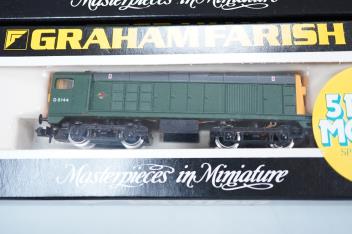 Masterpieces in Miniature
GRAHAM FARISH
D 8144
Masterpieces in Miniature